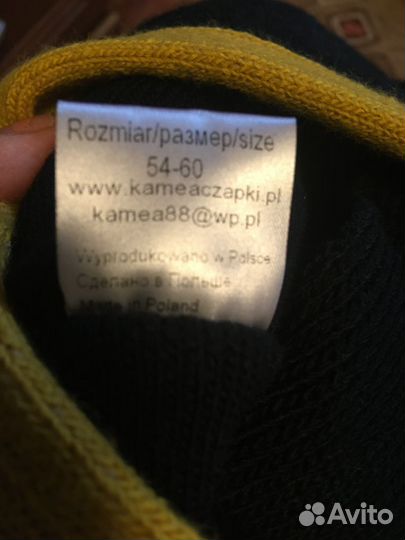 Rozmiar/размер/size
54-60
www.kameaczapki.pl
kamea88@wp.pl
Wyprodukowano w Polsce
Сделано в Польше
Made in Poland
Avito